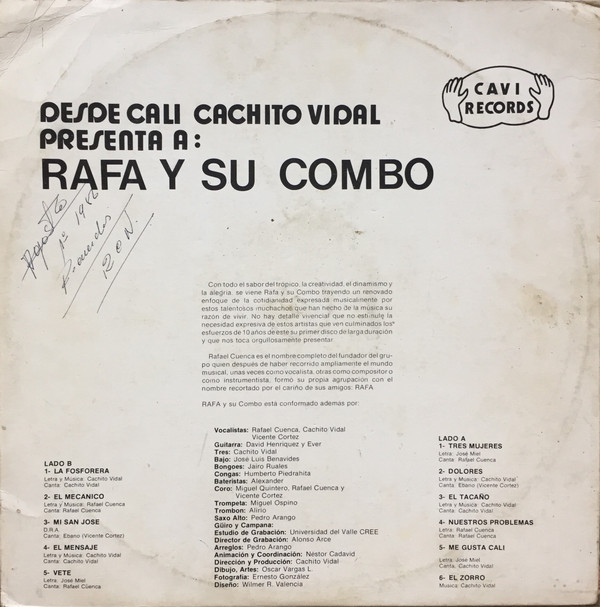 CAVI
RECORDS
DESDE CALI CACHITO VIDAL
PRESENTA A:
RAFA Y SU COMBO
Agosto
1986
Con todo el sabor del trópico, la creatividad, el dinamismo y
la alegría, se viene Rafa y su Combo trayendo un renovado
enfoque de la cotidianidad expresada musicalmente por
estos talentosos muchachos que han hecho de la música su
razón de vivir. No hay detalle vivencial que no estimule la
necesidad expresiva de estos artistas que ven culminados los
esfuerzos de 10 años de este su primer disco de larga duración
y que nos toca orgullosamente presentar.
Rafael Cuenca es el nombre completo del fundador del gru-
po quien después de haber recorrido ampliamente el mundo
musical, unas veces como vocalista, otras como compositor o
como instrumentista, formó su propia agrupación con el
nombre recortado por el cariño de sus amigos: RAFA
RAFA y su Combo está conformado además por:
Vocalistas: Rafael Cuenca, Cachito Vidal
Vicente Cortez
Guitarra: David Henriquez y Ever
Tres: Cachito Vidal
Bajo: José Luis Benavides
Bongoes: Jairo Ruales
Congas: Humberto Piedrahita
Bateristas: Alexander
Coro: Miguel Quintero, Rafael Cuenca y
Vicente Cortez
Trompeta: Miguel Ospino
Trombon: Alirio
Saxo Alto: Pedro Arango
Güiro y Campana:
Estudio de Grabación: Universidad del Valle CREE
Director de Grabación: Alonso Arce
Arreglos: Pedro Arango
Animación y Coordinación: Néstor Cadavid
Dirección y Producción: Cachito Vidal
Dibujo, Artes: Oscar Vargas L.
Fotografía: Ernesto González
Diseño: Wilmer R. Valencia
LADO B
1- LA FOSFORERA
Letra y Música: Cachito Vidal
Canta: Cachito Vidal
2- EL MECANICO
Letra y Música: Rafael Cuenca
Canta: Rafael Cuenca
3- MI SAN JOSE
D.R.A.
Canta: Ebano (Vicente Cortez)
4- EL MENSAJE
Letra y Música: Cachito Vidal
Canta: Cachito Vidal
5- VETE
Letra: José Miel
Canta: Rafael Cuenca
LADO A
1- TRES MUJERES
Letra: José Miel
Canta: Rafael Cuenca
2- DOLORES
Letra y Música: Cachito Vidal
Canta: Ebano (Vicente Cortez)
3- EL TACAÑO
Letra y Música: Cachito Vidal
Canta: Cachito Vidal
4- NUESTROS PROBLEMAS
Letra: Rafael Cuenca
Canta: Rafael Cuenca
5- ME GUSTA CALI
Letra: José Miel
Canta: Cachito Vidal
6- EL ZORRO
Musica: Cachito Vidal